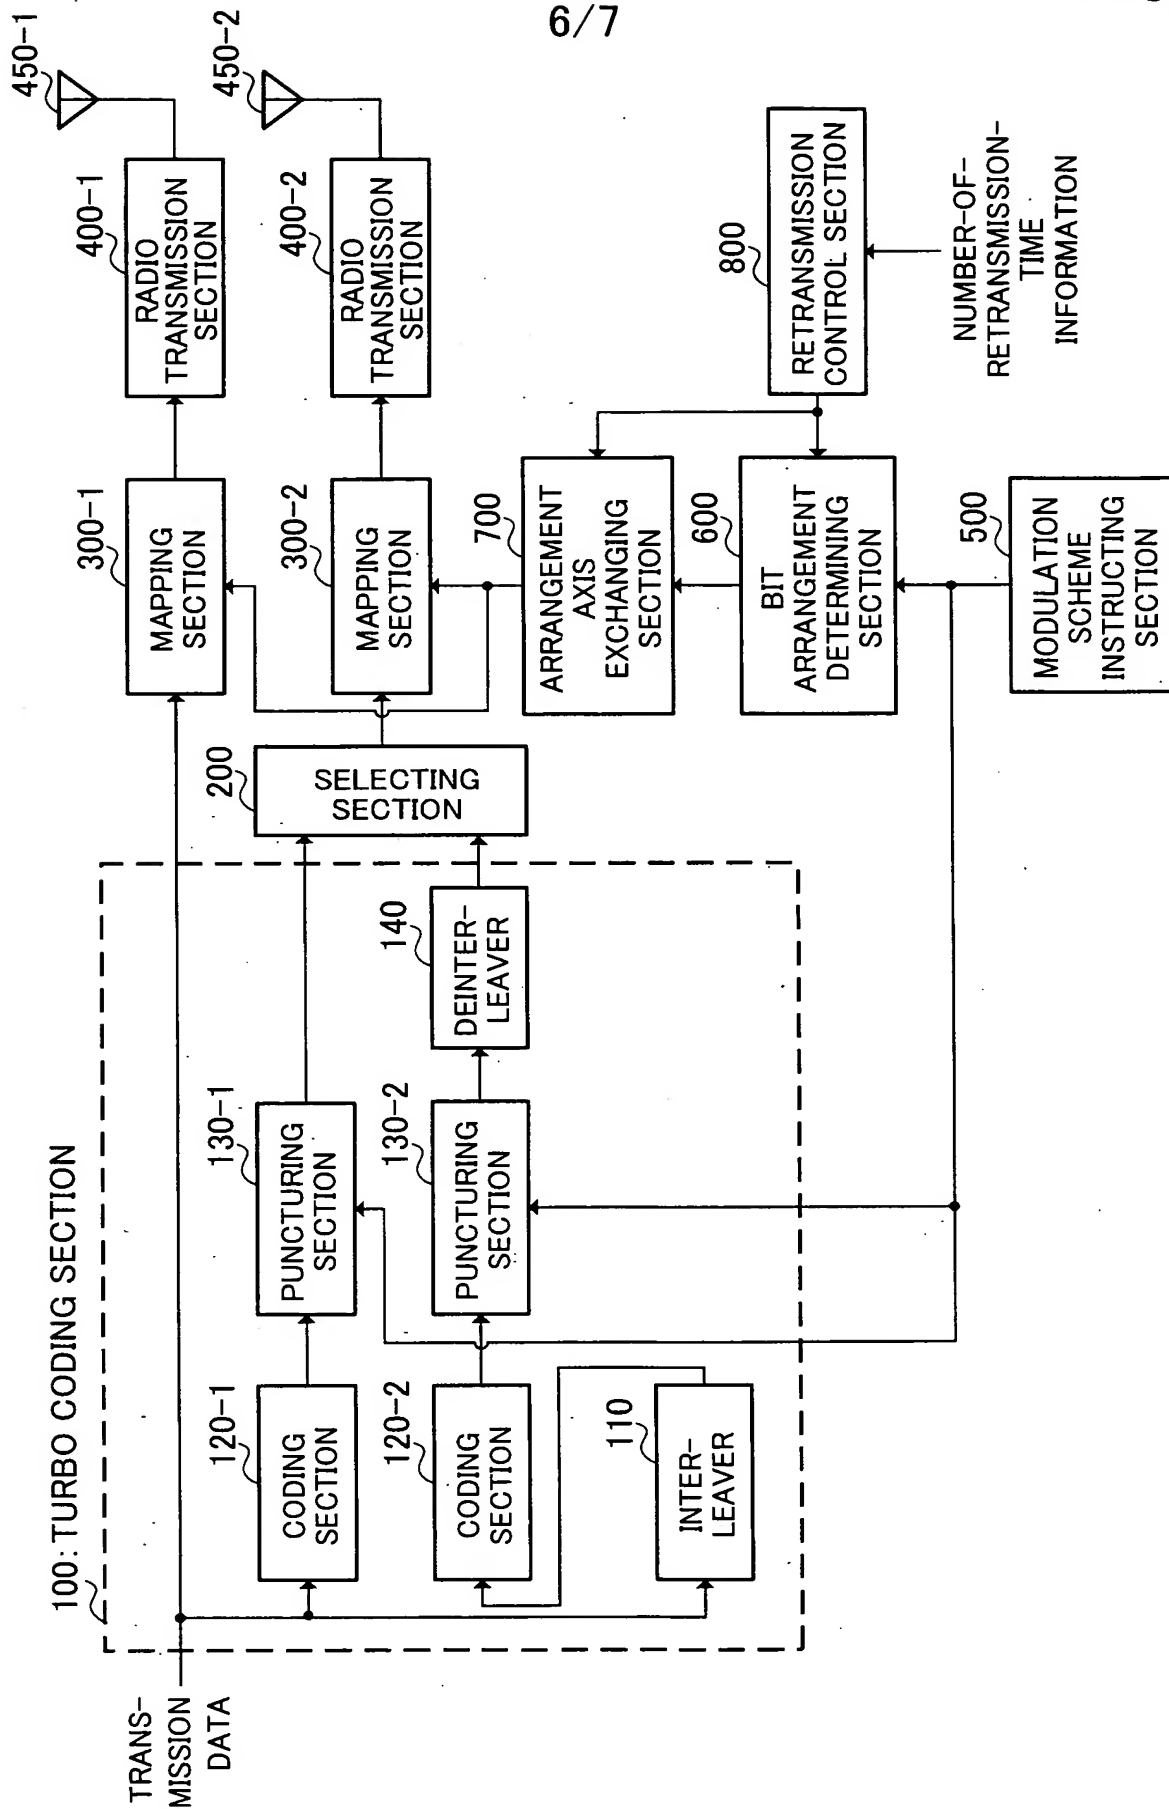 6/7
450-1
450-2
400-1
RADIO
TRANSMISSION
SECTION
400-2
RADIO
TRANSMISSION
SECTION
800
RETRANSMISSION
CONTROL SECTION
NUMBER-OF-
RETRANSMISSION-
TIME
INFORMATION
300-1
MAPPING
SECTION
300-2
MAPPING
SECTION
700
ARRANGEMENT
AXIS
EXCHANGING
SECTION
600
BIT
ARRANGEMENT
DETERMINING
SECTION
500
MODULATION
SCHEME
INSTRUCTING
SECTION
200
SELECTING
SECTION
140
DEINTER-
LEAVER
130-1
PUNCTURING
SECTION
130-2
PUNCTURING
SECTION
100: TURBO CODING SECTION
120-1
CODING
SECTION
120-2
CODING
SECTION
110
INTER-
LEAVER
TRANS-
MISSION
DATA